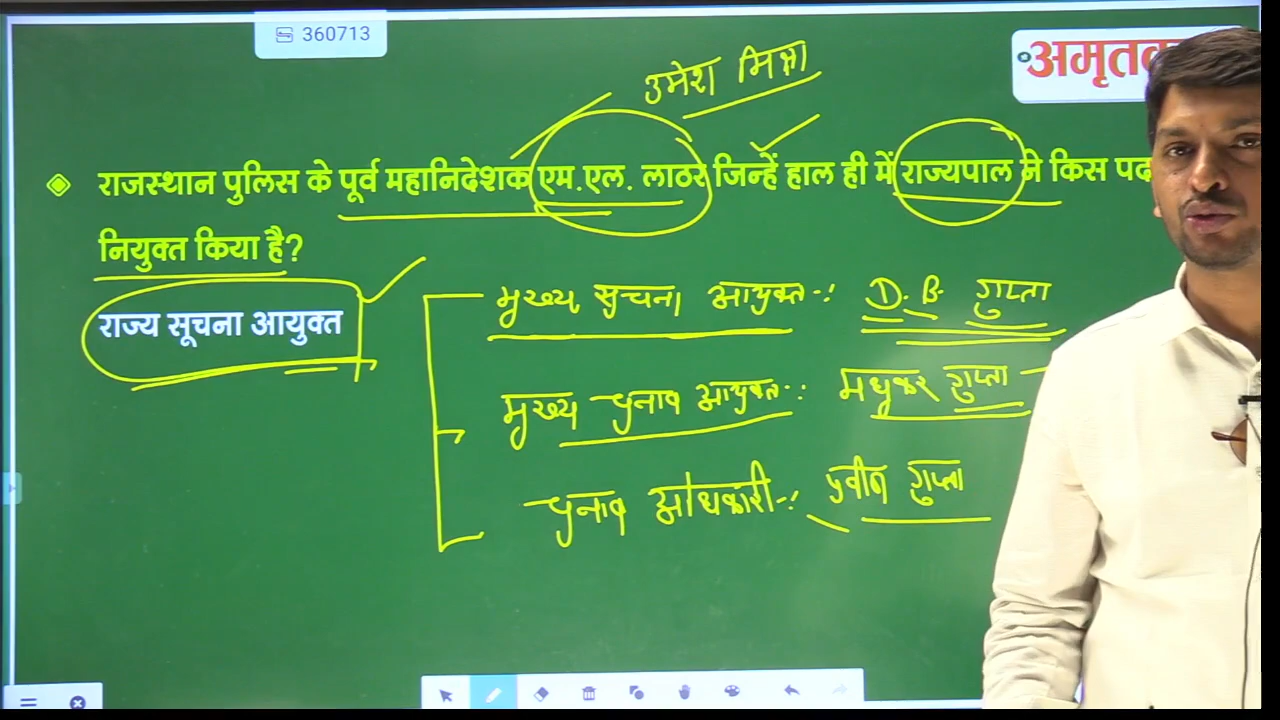 360713
उमेश मिश्रा
राजस्थान पुलिस के पूर्व महानिदेशक एम.एल. लाठर जिन्हें हाल ही में राज्यपाल ने किस पद
नियुक्त किया है?
राज्य सूचना आयुक्त
मुख्य सूचना आयुक्त -: D. B. गुप्ता
मुख्य चुनाव आयुक्त -: मधुकर गुप्ता
चुनाव अधिकारी -: प्रवीण गुप्ता